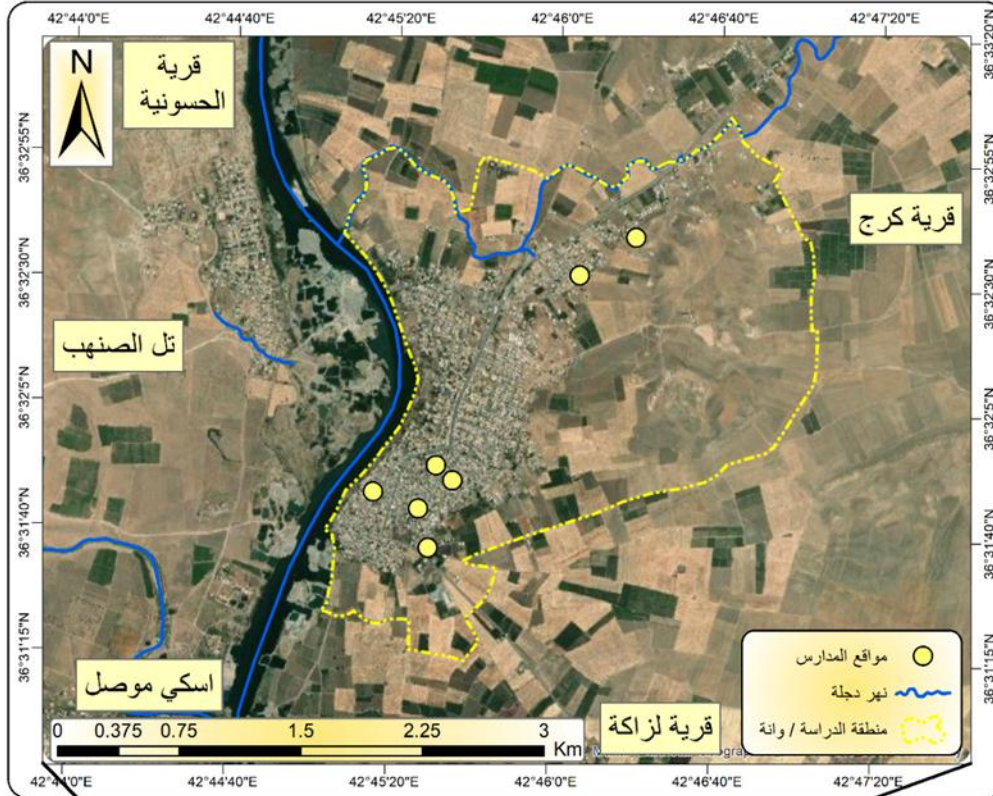 42°44'0"E 42°44'40"E 42°45'20"E 42°46'0"E 42°46'40"E 42°47'20"E
36°33'20"N
N
قرية
الحسونية
36°32'55"N
36°32'55"N
قرية كرج
36°32'30"N
36°32'30"N
تل الصنهب
36°32'5"N
36°32'5"N
36°31'40"N
36°31'40"N
36°31'15"N
36°31'15"N
مواقع المدارس
نهر دجلة
منطقة الدراسة / وانة
اسكي موصل
قرية لزاكة
0 0.375 0.75 1.5 2.25 3
Km
42°44'0"E 42°44'40"E 42°45'20"E 42°46'0"E 42°46'40"E 42°47'20"E